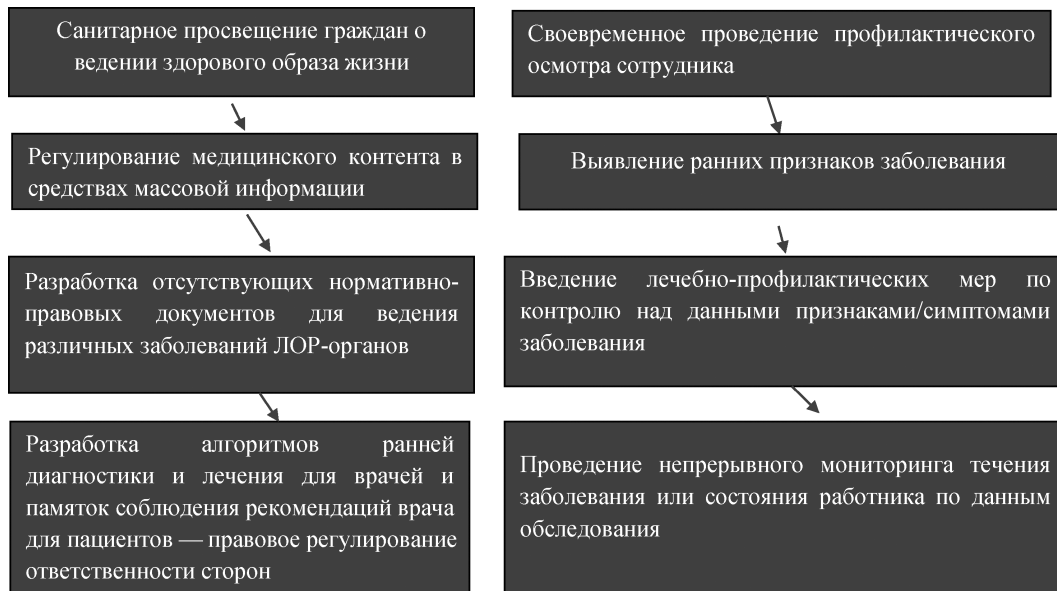 Санитарное просвещение граждан о
ведении здорового образа жизни
Регулирование медицинского контента в
средствах массовой информации
Разработка отсутствующих нормативно-
правовых документов для ведения
различных заболеваний ЛОР-органов
Разработка алгоритмов ранней
диагностики и лечения для врачей и
памяток соблюдения рекомендаций врача
для пациентов — правовое регулирование
ответственности сторон
Своевременное проведение профилактического
осмотра сотрудника
Выявление ранних признаков заболевания
Введение лечебно-профилактических мер по
контролю над данными признаками/симптомами
заболевания
Проведение непрерывного мониторинга течения
заболевания или состояния работника по данным
обследования